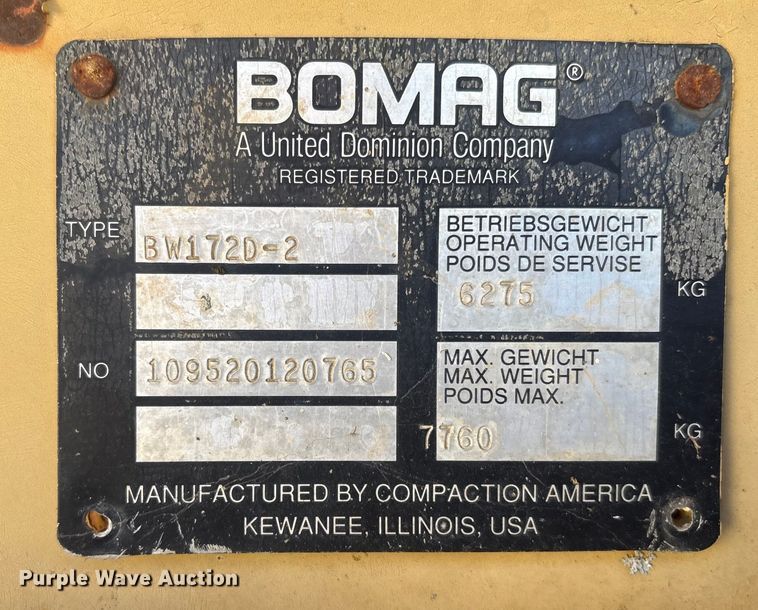 BOMAG®
A United Dominion Company
REGISTERED TRADEMARK
TYPE BW172D-2
BETRIEBSGEWICHT
OPERATING WEIGHT
POIDS DE SERVISE
6275 KG
NO 109520120765
MAX. GEWICHT
MAX. WEIGHT
POIDS MAX.
7760 KG
MANUFACTURED BY COMPACTION AMERICA
KEWANEE, ILLINOIS, USA
Purple Wave Auction